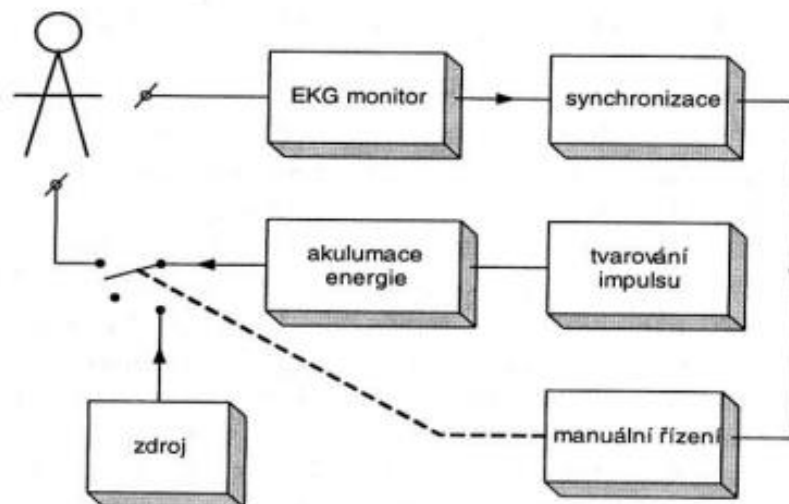 EKG monitor
synchronizace
akulumace
energie
tvarování
impulsu
zdroj
manuální řízení